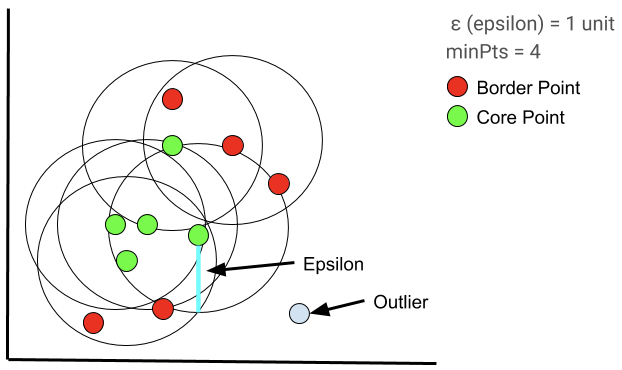 ε (epsilon) = 1 unit
minPts = 4
Border Point
Core Point
Epsilon
Outlier